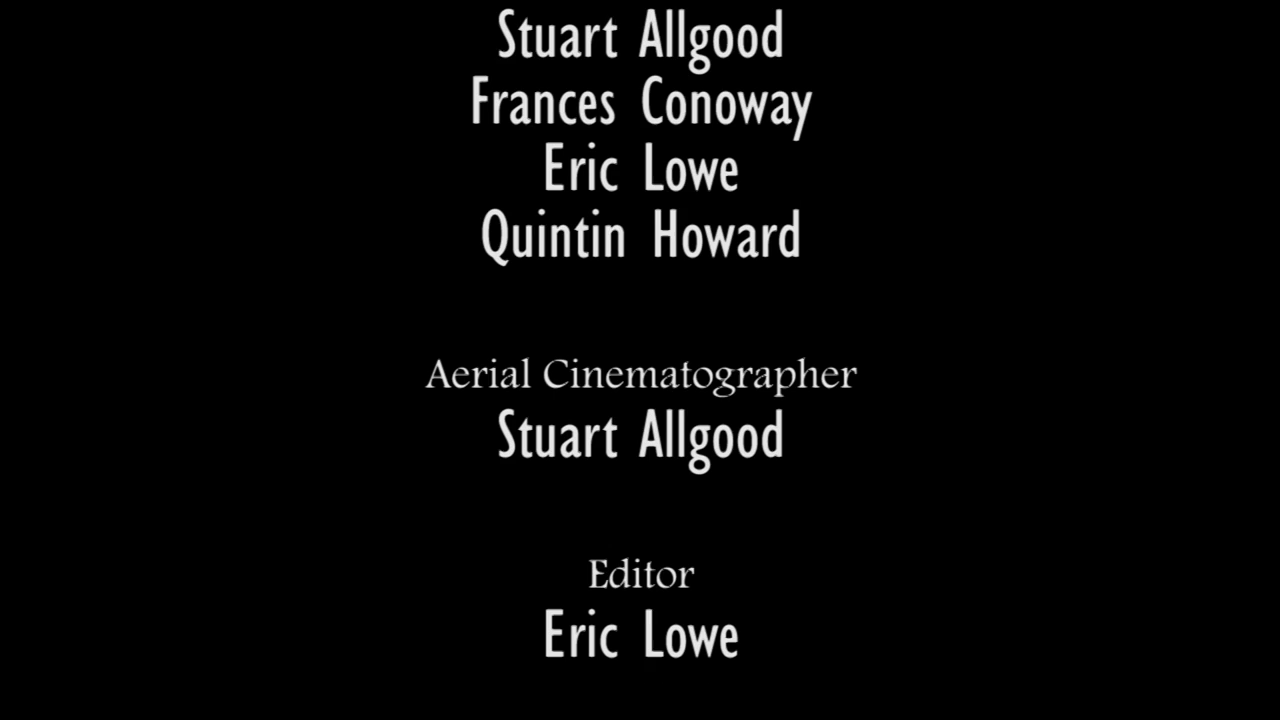 Stuart Allgood
Frances Conoway
Eric Lowe
Quintin Howard
Aerial Cinematographer
Stuart Allgood
Editor
Eric Lowe